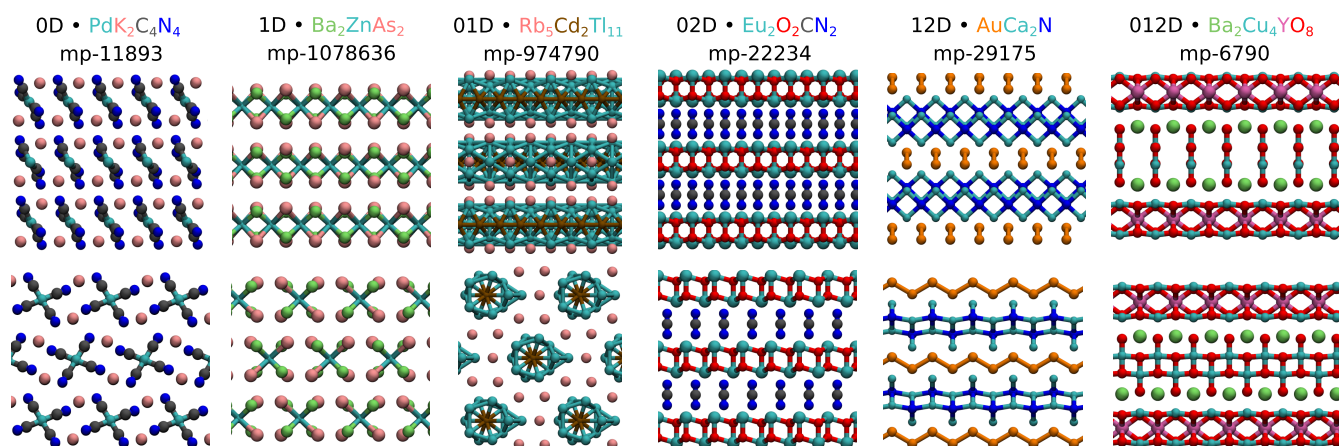 0D • PdK₂C₄N₄
mp-11893
1D • Ba₂ZnAs₂
mp-1078636
01D • Rb₅Cd₂Tl₁₁
mp-974790
02D • Eu₂O₂CN₂
mp-22234
12D • AuCa₂N
mp-29175
012D • Ba₂Cu₄YO₈
mp-6790